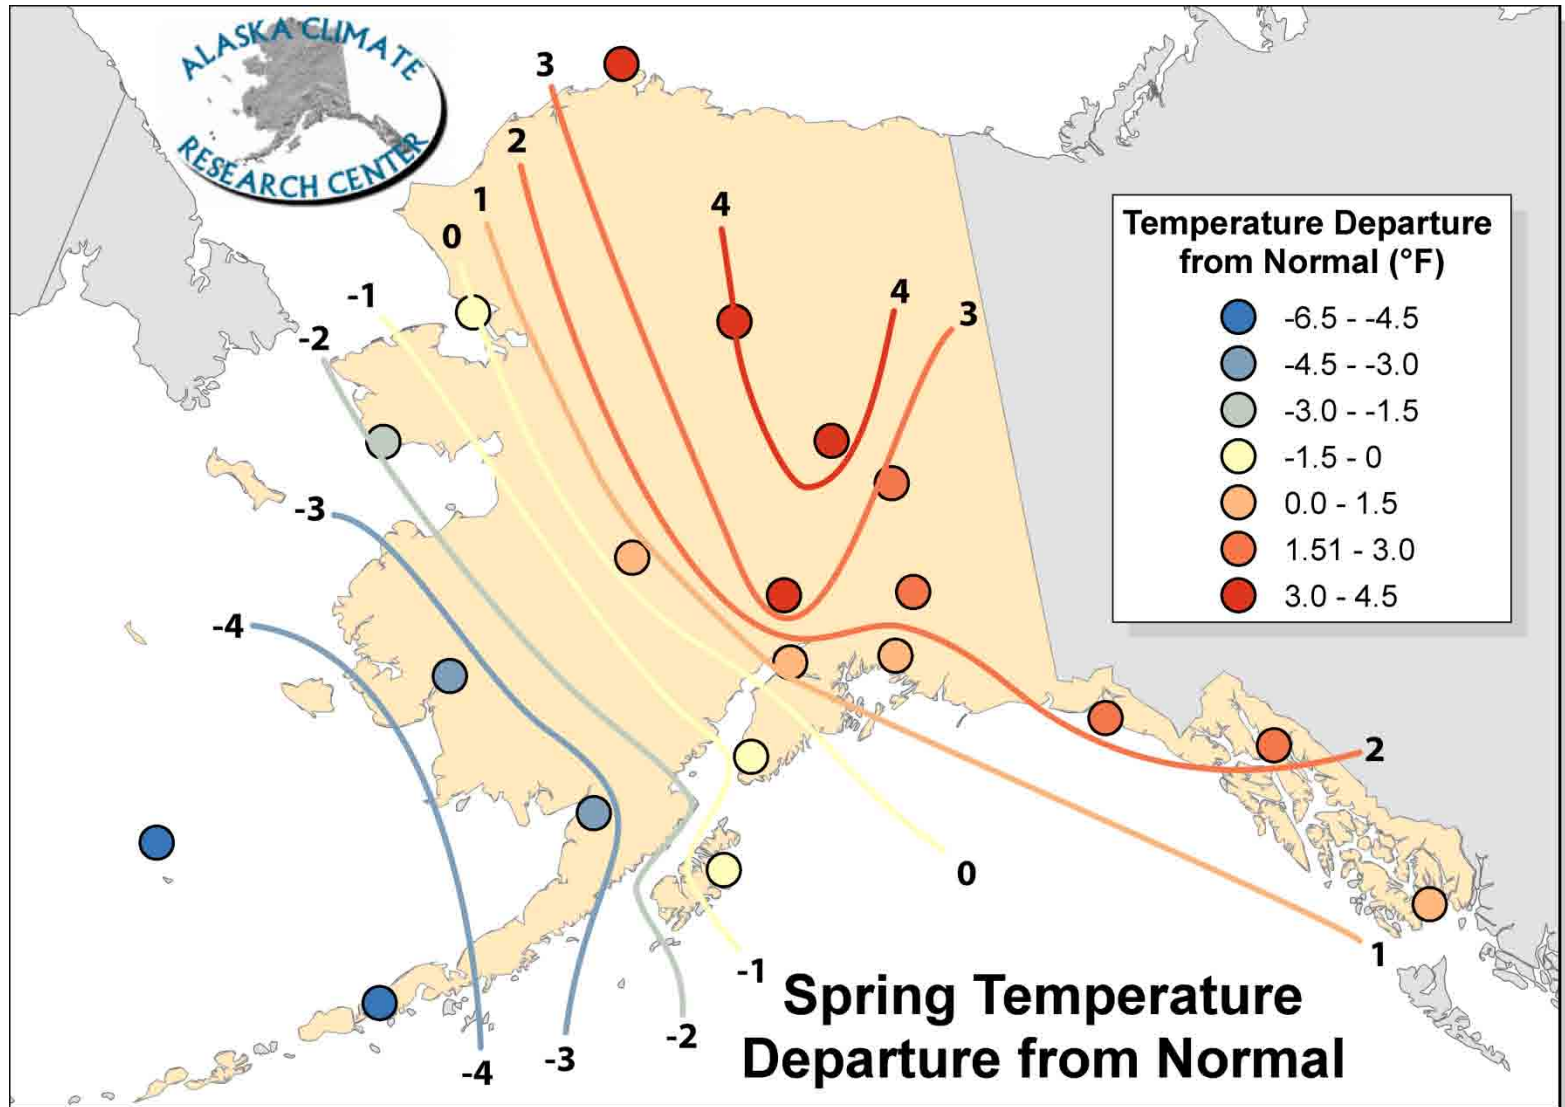 ALASKA CLIMATE
RESEARCH CENTER
3
2
1
0
-1
-2
-3
-4
4
4
3
Temperature Departure
from Normal (°F)
-6.5 - -4.5
-4.5 - -3.0
-3.0 - -1.5
-1.5 - 0
0.0 - 1.5
1.51 - 3.0
3.0 - 4.5
2
0
1
-1
-2
-3
-4
Spring Temperature
Departure from Normal